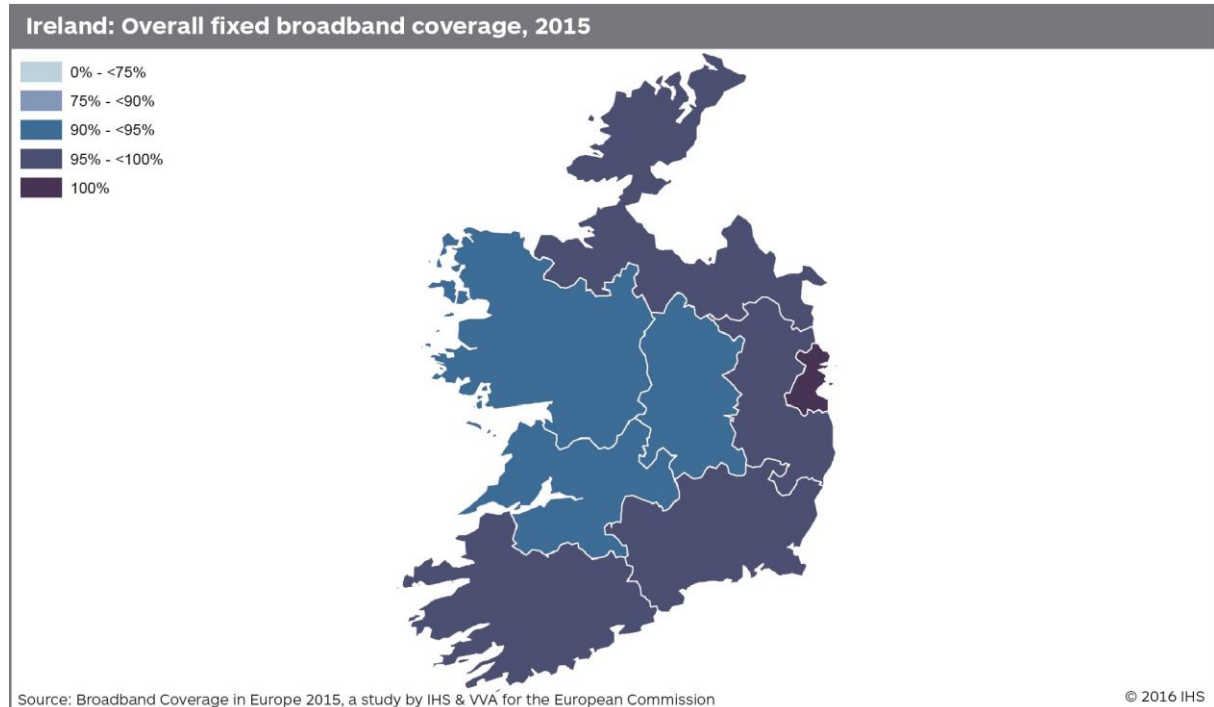 Ireland: Overall fixed broadband coverage, 2015
0% - <75%
75% - <90%
90% - <95%
95% - <100%
100%
Source: Broadband Coverage in Europe 2015, a study by IHS & VVA for the European Commission
© 2016 IHS